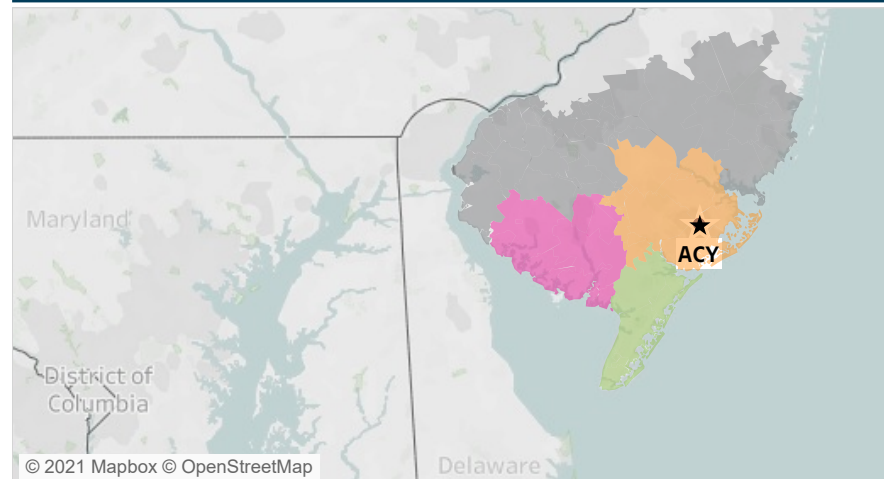 Maryland
ACY
District of
Columbia
Delaware
© 2021 Mapbox © OpenStreetMap